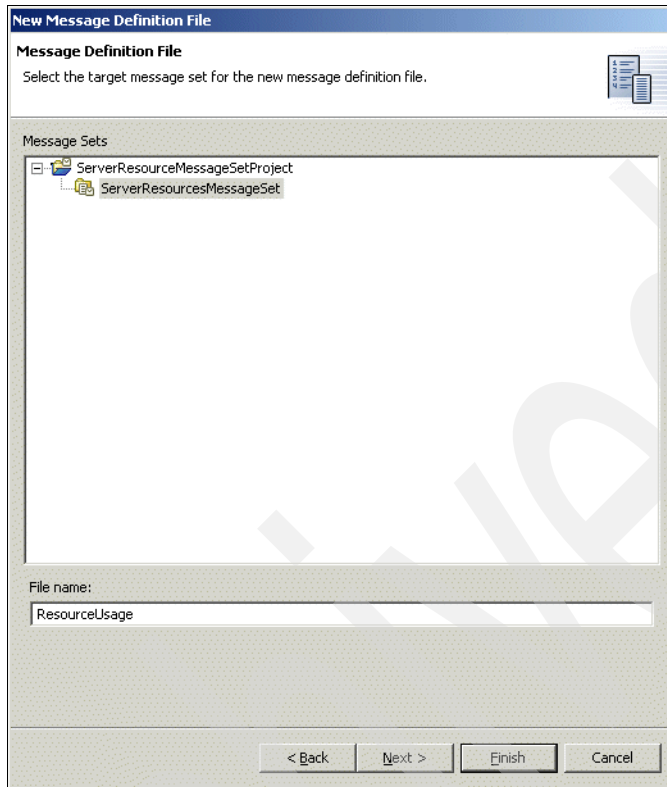 New Message Definition File
Message Definition File
Select the target message set for the new message definition file.
Message Sets
ServerResourceMessageSetProject
ServerResourcesMessageSet
File name:
ResourceUsage
< Back
Next >
Finish
Cancel